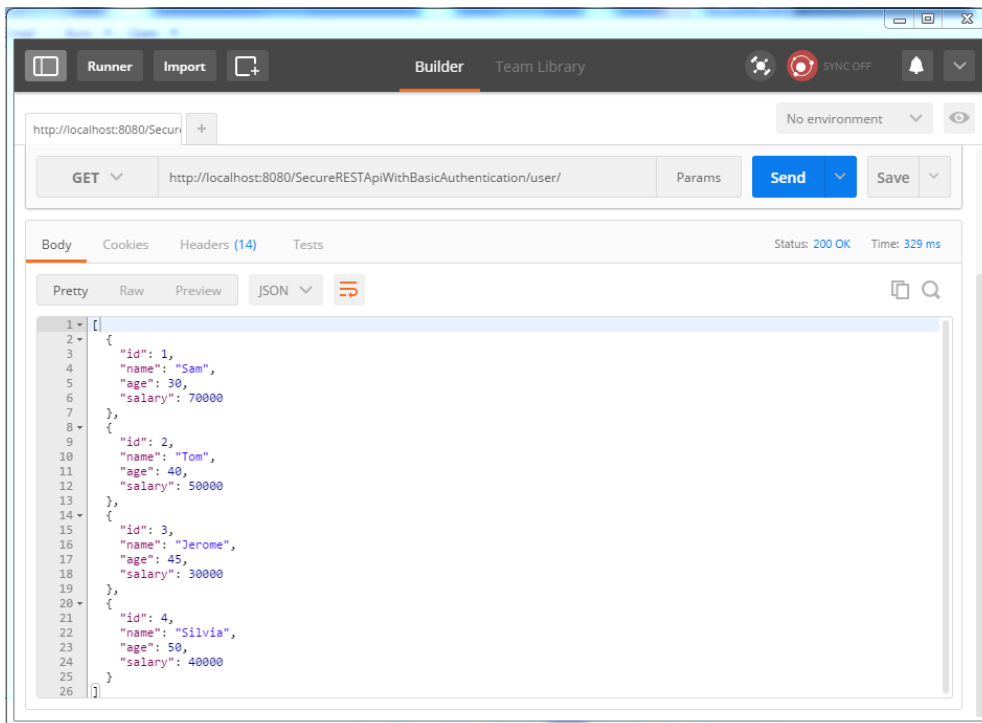 Runner Import Builder Team Library SYNC OFF
http://localhost:8080/Secur + No environment
GET http://localhost:8080/SecureRESTApiWithBasicAuthentication/user/ Params Send Save
Body Cookies Headers (14) Tests Status: 200 OK Time: 329 ms
Pretty Raw Preview JSON
1 [
2 {
3 "id": 1,
4 "name": "Sam",
5 "age": 30,
6 "salary": 70000
7 },
8 {
9 "id": 2,
10 "name": "Tom",
11 "age": 40,
12 "salary": 50000
13 },
14 {
15 "id": 3,
16 "name": "Jerome",
17 "age": 45,
18 "salary": 30000
19 },
20 {
21 "id": 4,
22 "name": "Silvia",
23 "age": 50,
24 "salary": 40000
25 }
26 ]